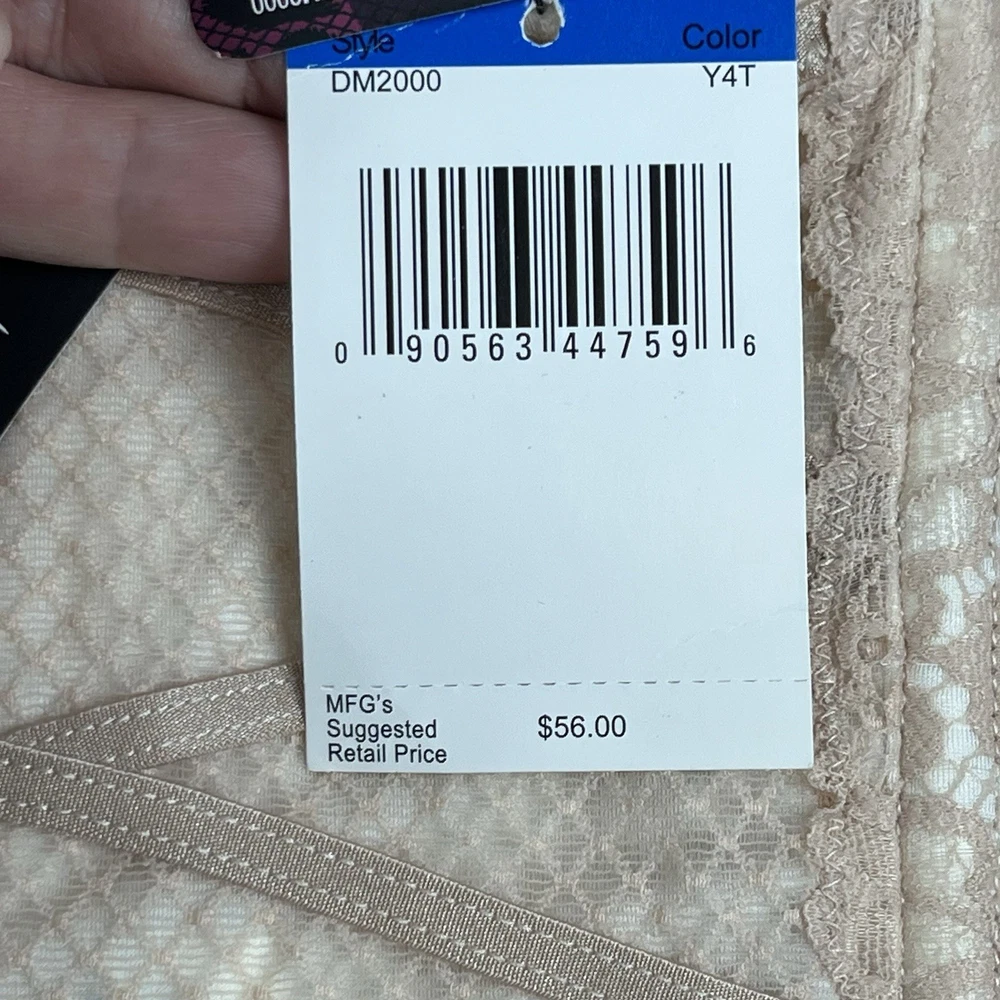 Style Color
DM2000 Y4T
0 90563 44759 6
MFG's
Suggested
Retail Price
$56.00